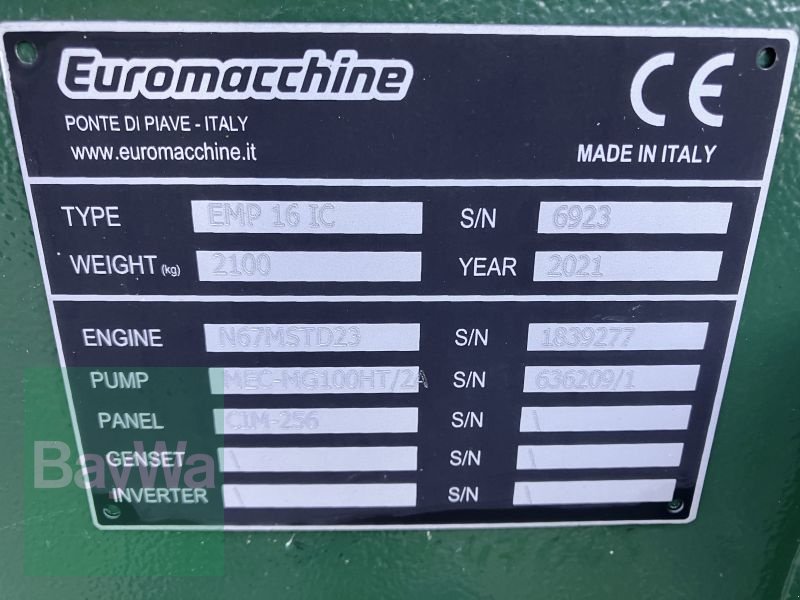 Euromacchine
CE
PONTE DI PIAVE - ITALY
www.euromacchine.it
MADE IN ITALY
TYPE EMP 16 IC S/N 6923
WEIGHT (kg) 2100 YEAR 2021
ENGINE N67MSTD23 S/N 1839277
PUMP MEC-MG100HT/2A S/N 636209/1
PANEL CIM-256 S/N \
GENSET \ S/N \
INVERTER \ S/N \
BayWa